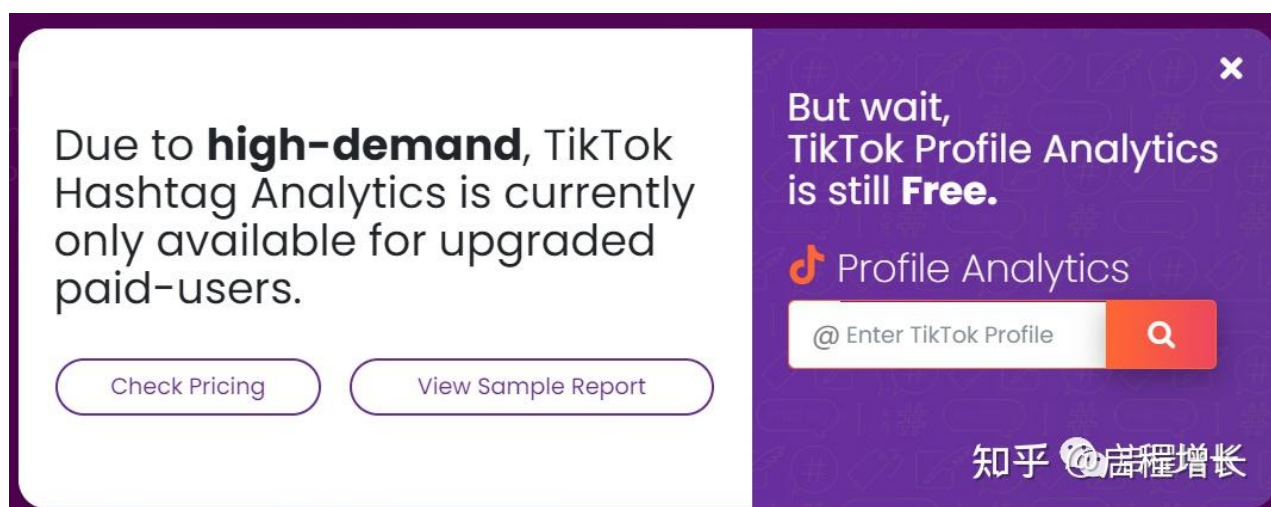 Due to high-demand, TikTok
Hashtag Analytics is currently
only available for upgraded
paid-users.
Check Pricing
View Sample Report
But wait,
TikTok Profile Analytics
is still Free.
Profile Analytics
@ Enter TikTok Profile
知乎 @启程增长